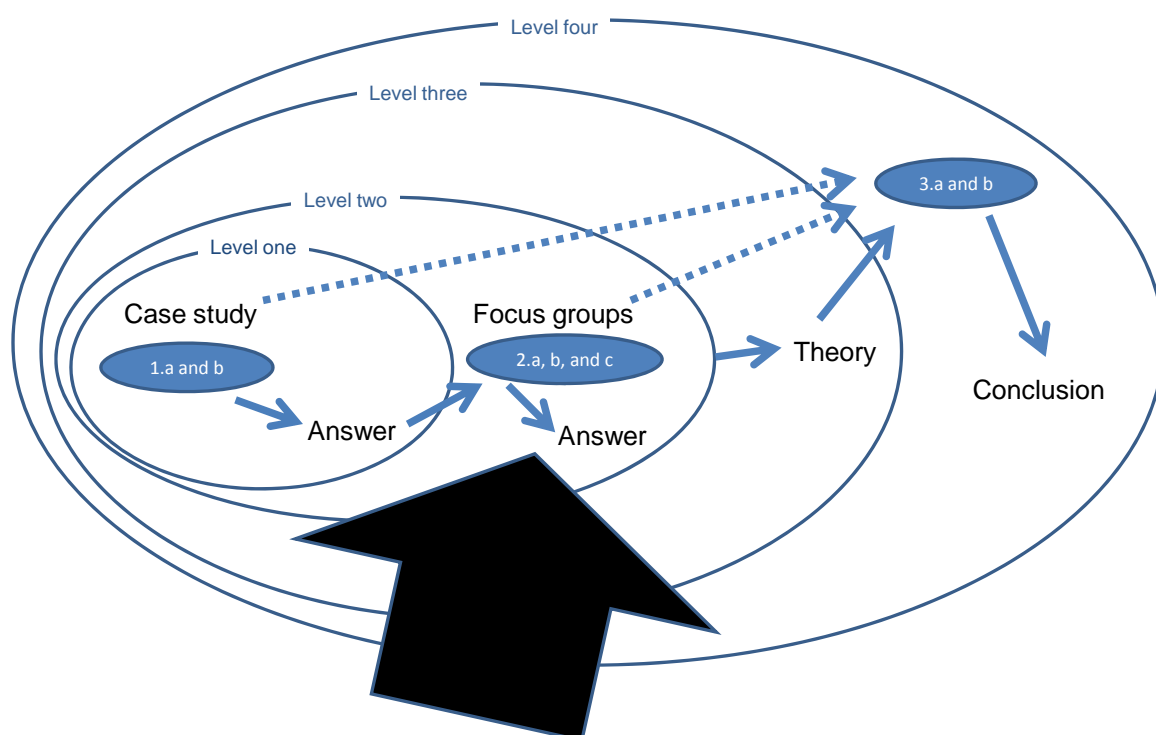 Level four
Level three
Level two
Level one
3.a and b
Case study
Focus groups
1.a and b
2.a, b, and c
Theory
Answer
Answer
Conclusion